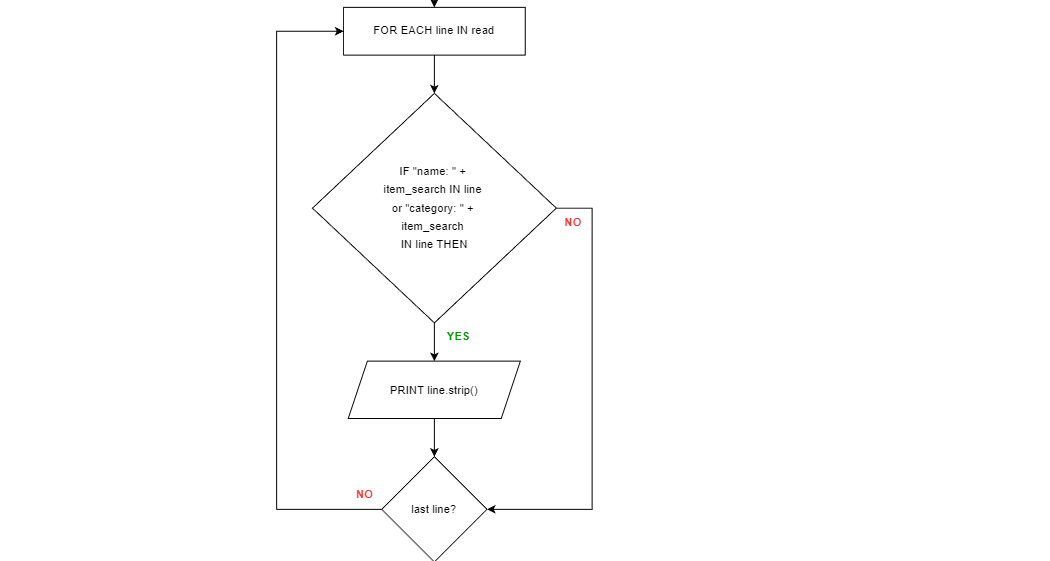 FOR EACH line IN read
IF "name: " +
item_search IN line
or "category: " +
item_search
IN line THEN
NO
YES
PRINT line.strip()
NO
last line?